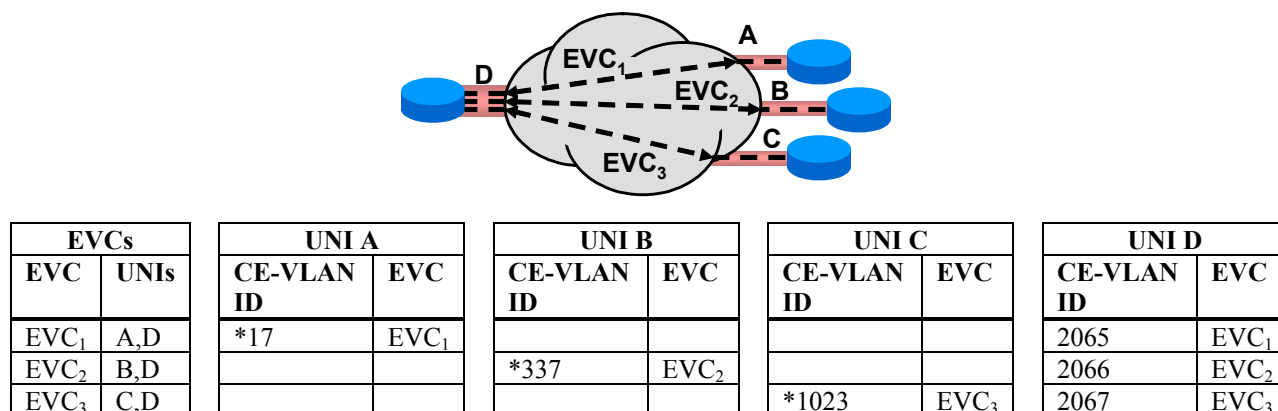 A
EVC₁
D
EVC₂
B
C
EVC₃
EVCs UNI A UNI B UNI C UNI D
EVC UNIs CE-VLAN ID EVC CE-VLAN ID EVC CE-VLAN ID EVC CE-VLAN ID EVC
EVC₁ A,D *17 EVC₁ 2065 EVC₁
EVC₂ B,D *337 EVC₂ 2066 EVC₂
EVC₃ C,D *1023 EVC₃ 2067 EVC₃